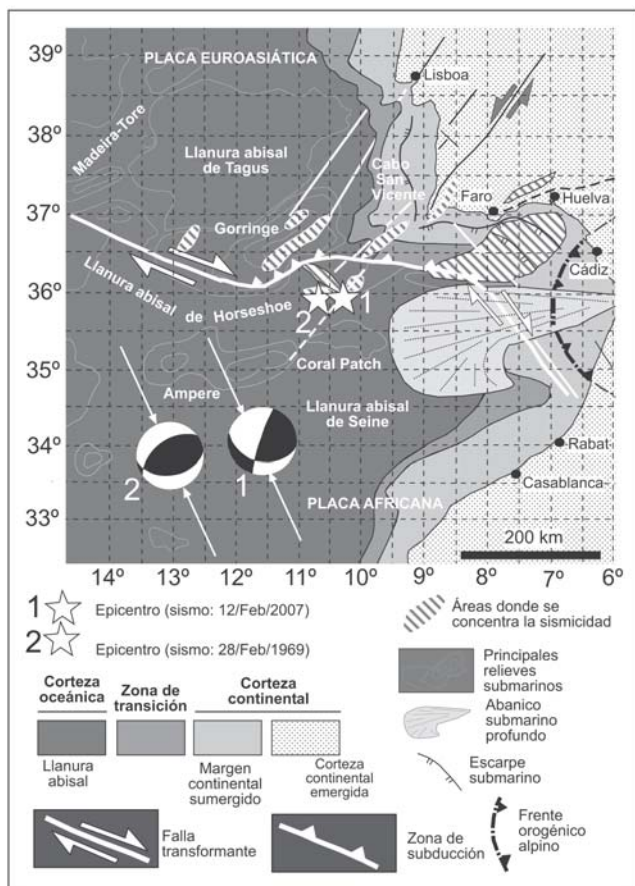 39º
38º
37º
36º
35º
34º
33º
PLACA EUROASIÁTICA
Lisboa
Madeira-Tore
Llanura abisal
de Tagus
Cabo
San
Vicente
Faro
Huelva
Gorringe
Cádiz
Llanura abisal
de Horseshoe
2
1
Coral Patch
Ampere
Llanura abisal
de Seine
2
1
Rabat
Casablanca
PLACA AFRICANA
200 km
14º 13º 12º 11º 10º 9º 8º 7º 6º
1 Epicentro (sismo: 12/Feb/2007)
2 Epicentro (sismo: 28/Feb/1969)
Corteza
oceánica
Zona de
transición
Corteza
continental
Llanura
abisal
Margen
continental
sumergido
Corteza
continental
emergida
Falla
transformante
Zona de
subducción
Áreas donde se
concentra la sismicidad
Principales
relieves
submarinos
Abanico
submarino
profundo
Escarpe
submarino
Frente
orogénico
alpino